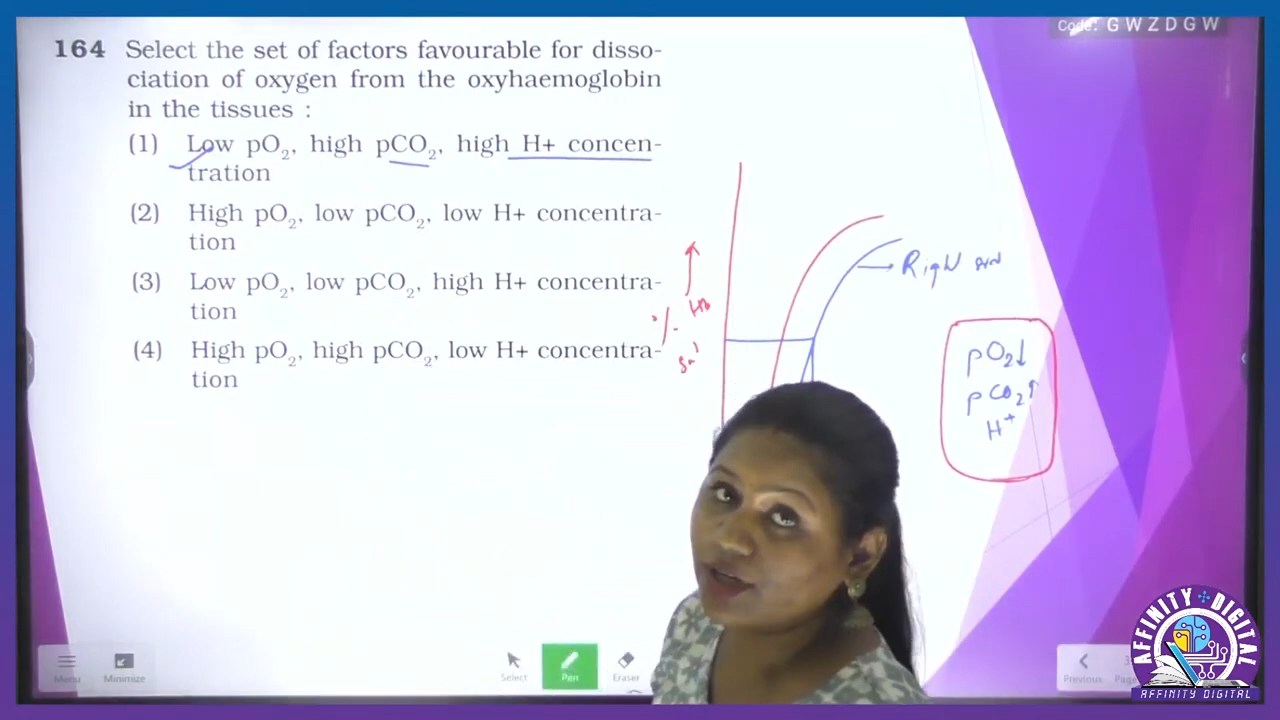 Code: G W Z D G W
164 Select the set of factors favourable for disso-
ciation of oxygen from the oxyhaemoglobin
in the tissues :
(1) Low pO₂, high pCO₂, high H+ concen-
tration
(2) High pO₂, low pCO₂, low H+ concentra-
tion
(3) Low pO₂, low pCO₂, high H+ concentra-
tion
(4) High pO₂, high pCO₂, low H+ concentra-
tion
Right
% Hb
pO₂↓
pCO₂↑
H⁺
Menu
Minimize
Select
Pen
Eraser
Previous
AFFINITY DIGITAL
AFFINITY DIGITAL